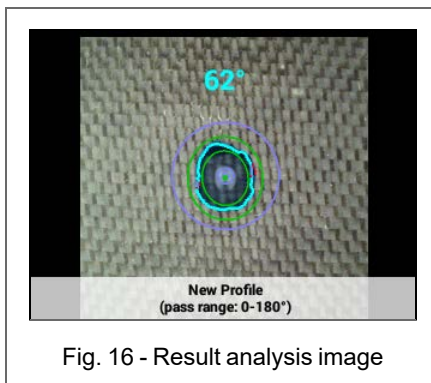 62°
New Profile
(pass range: 0-180°)
Fig. 16 - Result analysis image